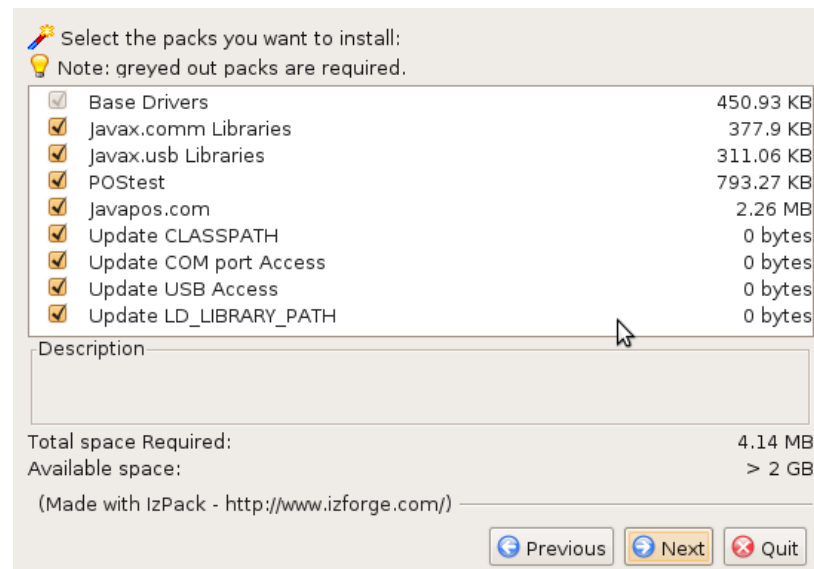 Select the packs you want to install:
Note: greyed out packs are required.
Base Drivers 450.93 KB
Javax.comm Libraries 377.9 KB
Javax.usb Libraries 311.06 KB
POStest 793.27 KB
Javapos.com 2.26 MB
Update CLASSPATH 0 bytes
Update COM port Access 0 bytes
Update USB Access 0 bytes
Update LD_LIBRARY_PATH 0 bytes
Description
Total space Required: 4.14 MB
Available space: > 2 GB
(Made with IzPack - http://www.izforge.com/)
Previous Next Quit